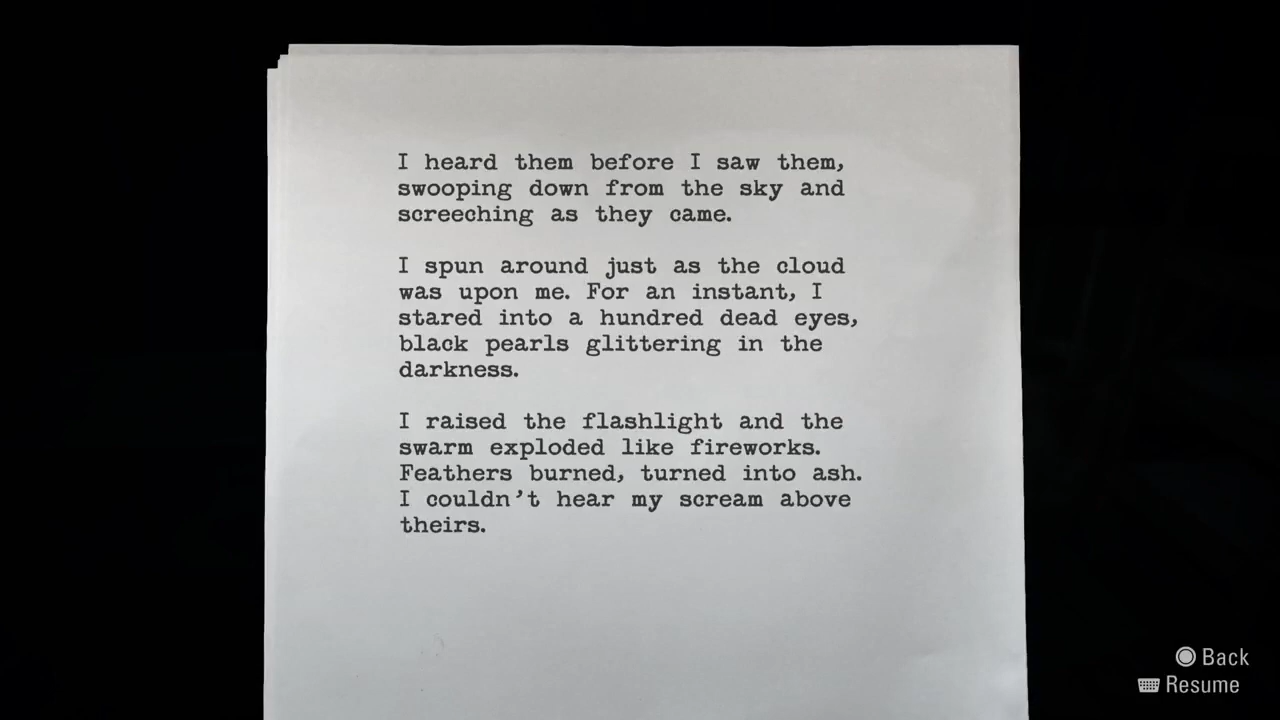 I heard them before I saw them,
swooping down from the sky and
screeching as they came.
I spun around just as the cloud
was upon me. For an instant, I
stared into a hundred dead eyes,
black pearls glittering in the
darkness.
I raised the flashlight and the
swarm exploded like fireworks.
Feathers burned, turned into ash.
I couldn't hear my scream above
theirs.
Back
Resume